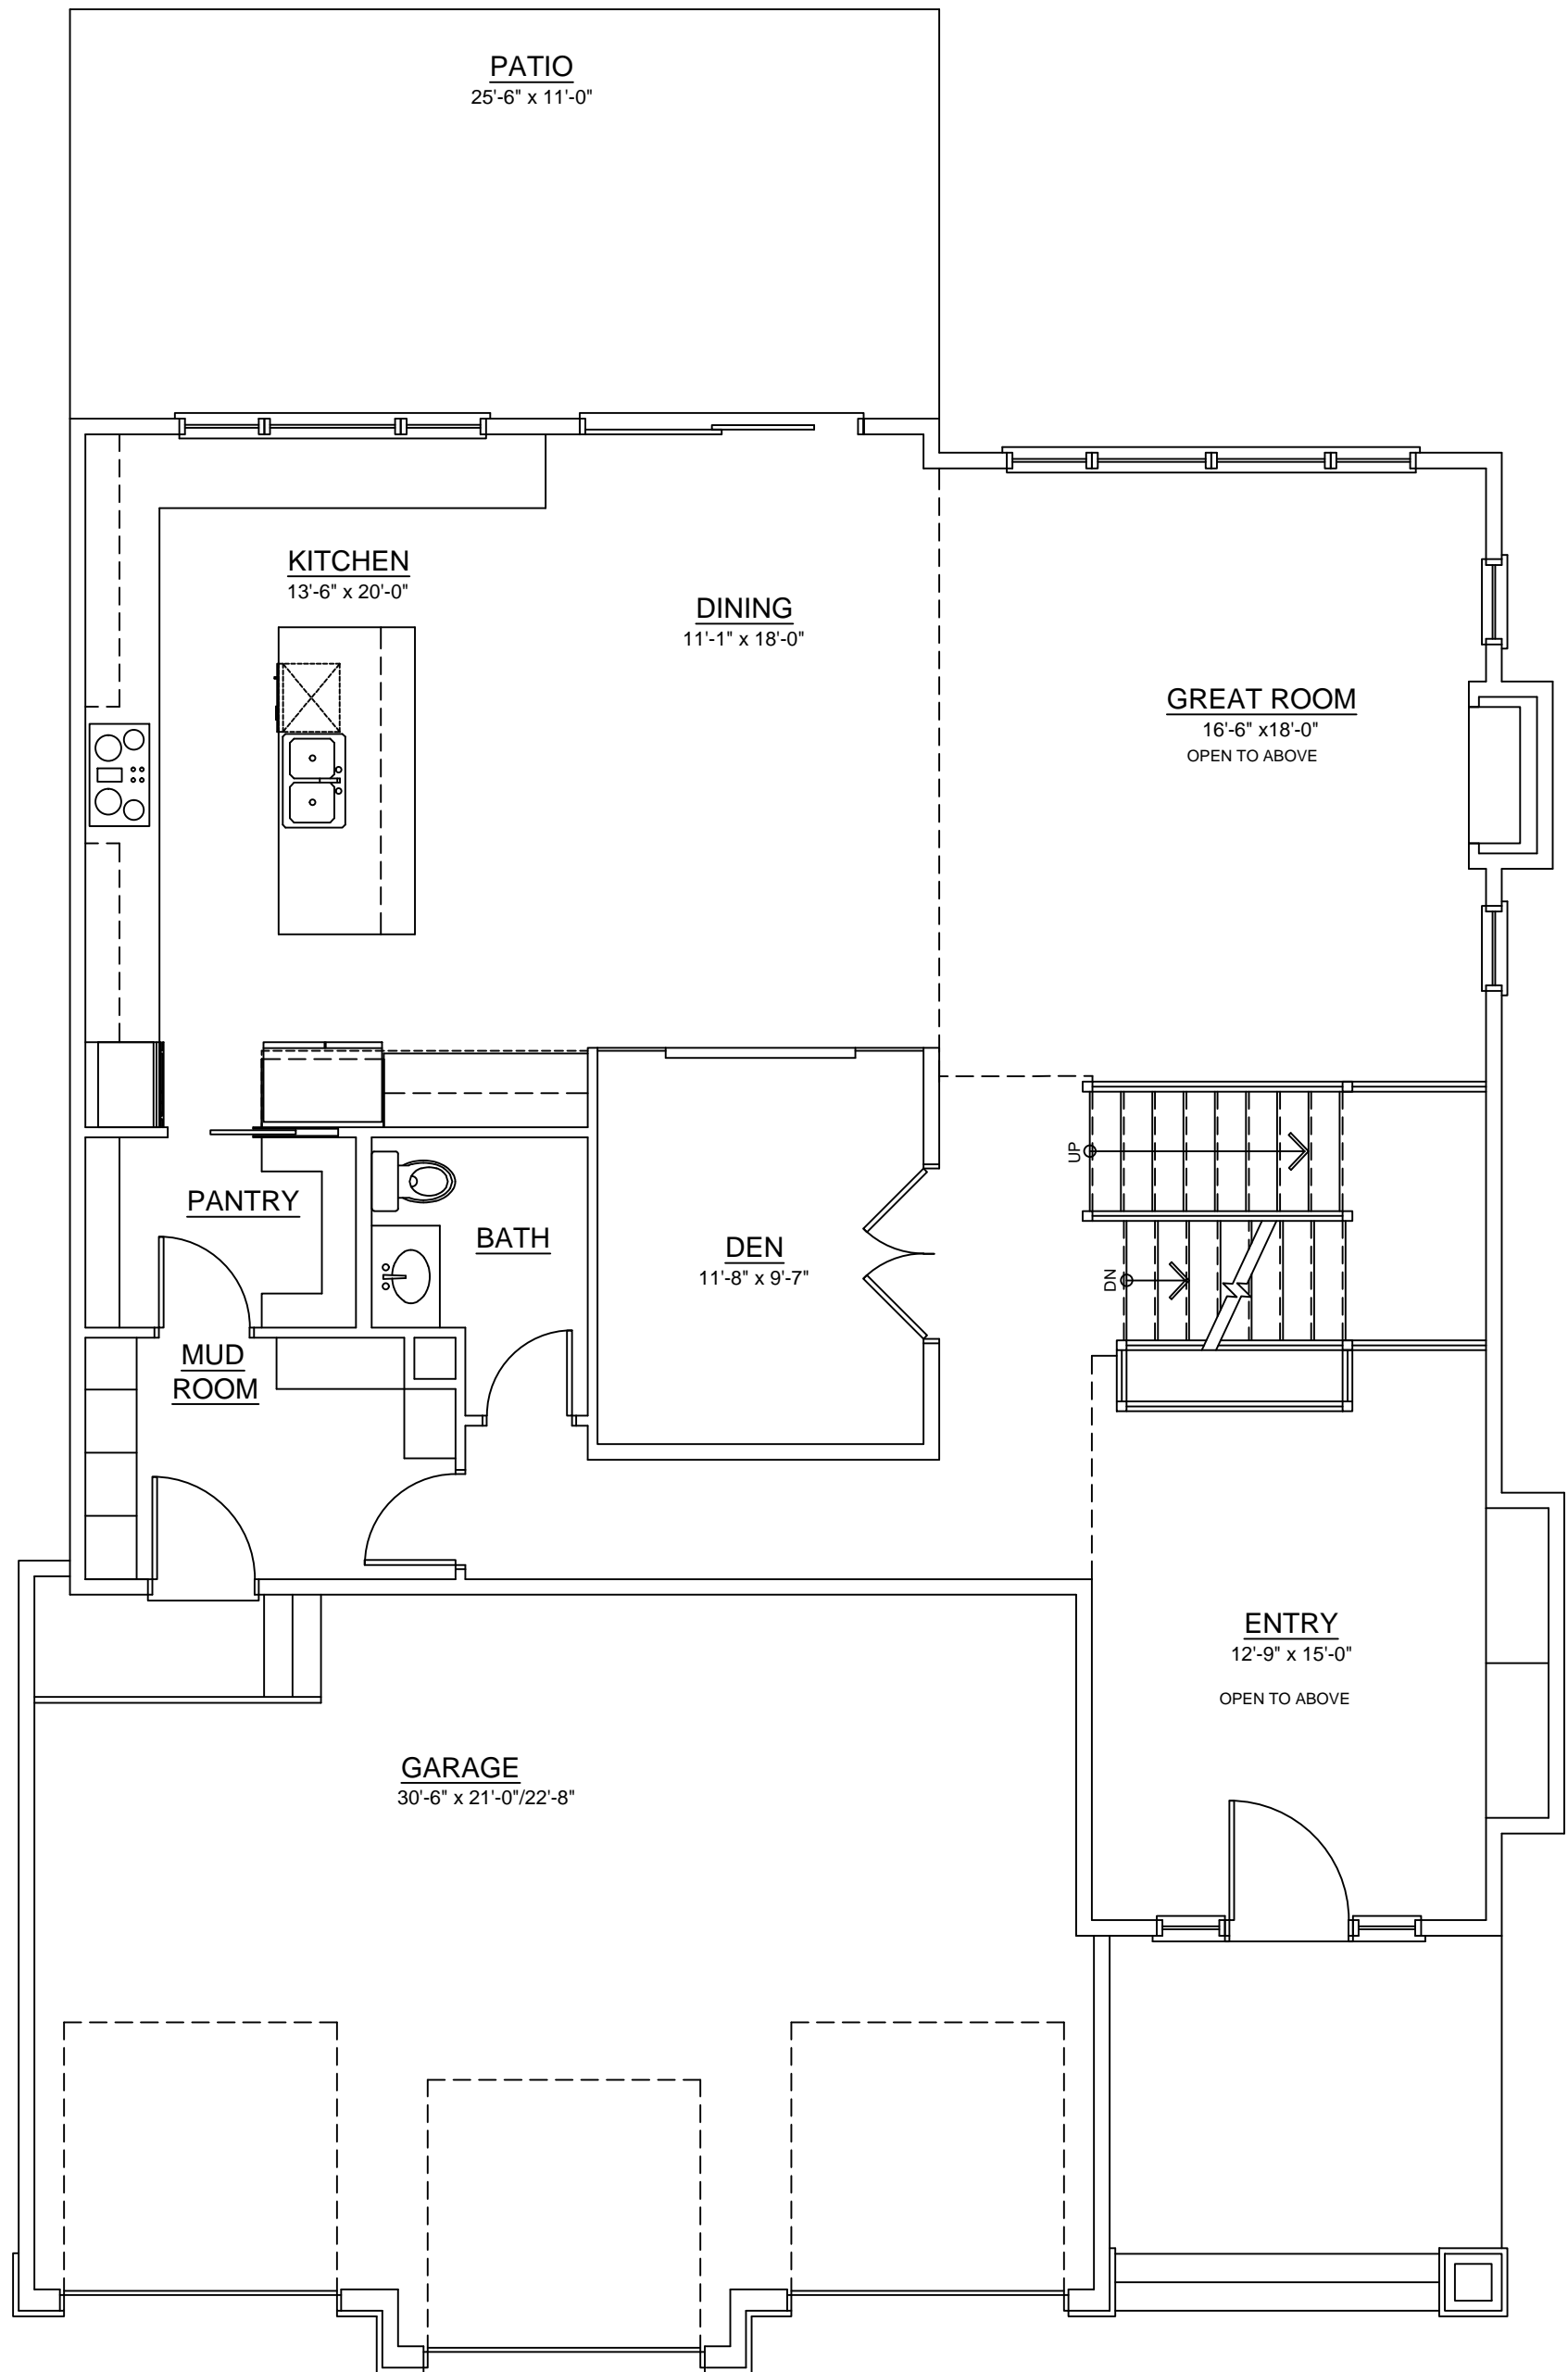 PATIO
25'-6" x 11'-0"
KITCHEN
13'-6" x 20'-0"
DINING
11'-1" x 18'-0"
GREAT ROOM
16'-6" x18'-0"
OPEN TO ABOVE
UP
PANTRY
BATH
DEN
11'-8" x 9'-7"
DN
MUD
ROOM
ENTRY
12'-9" x 15'-0"
OPEN TO ABOVE
GARAGE
30'-6" x 21'-0"/22'-8"